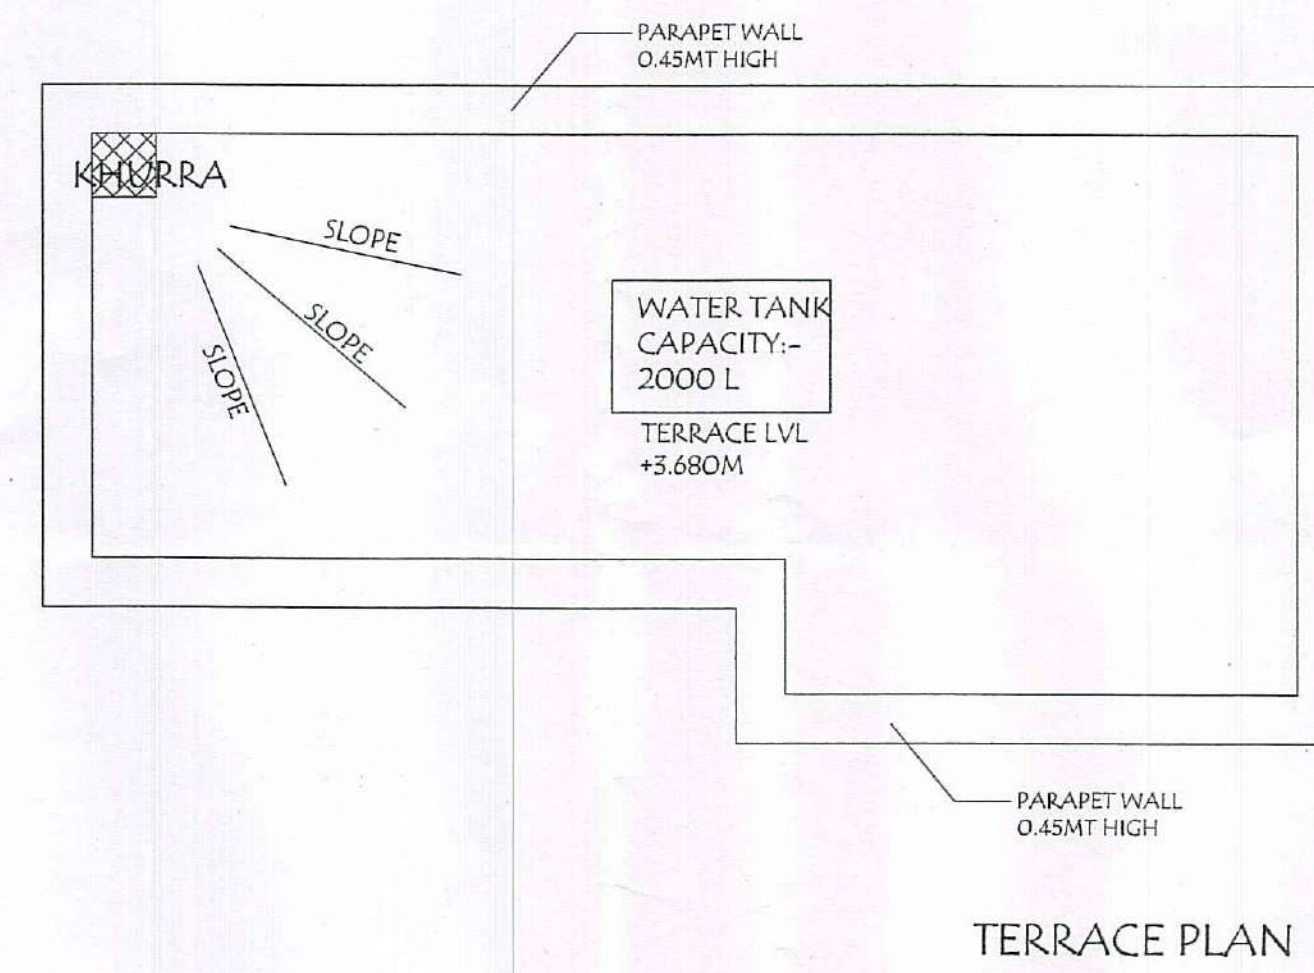 PARAPET WALL
0.45MT HIGH
KHURRA
SLOPE
SLOPE
SLOPE
WATER TANK
CAPACITY:-
2000 L
TERRACE LVL
+3.680M
PARAPET WALL
0.45MT HIGH
TERRACE PLAN